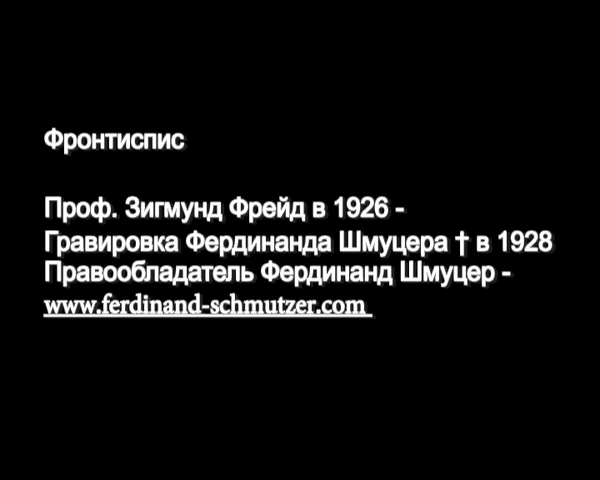 Фронтиспис
Проф. Зигмунд Фрейд в 1926 -
Гравировка Фердинанда Шмуцера † в 1928
Правообладатель Фердинанд Шмуцер -
www.ferdinand-schmutzer.com